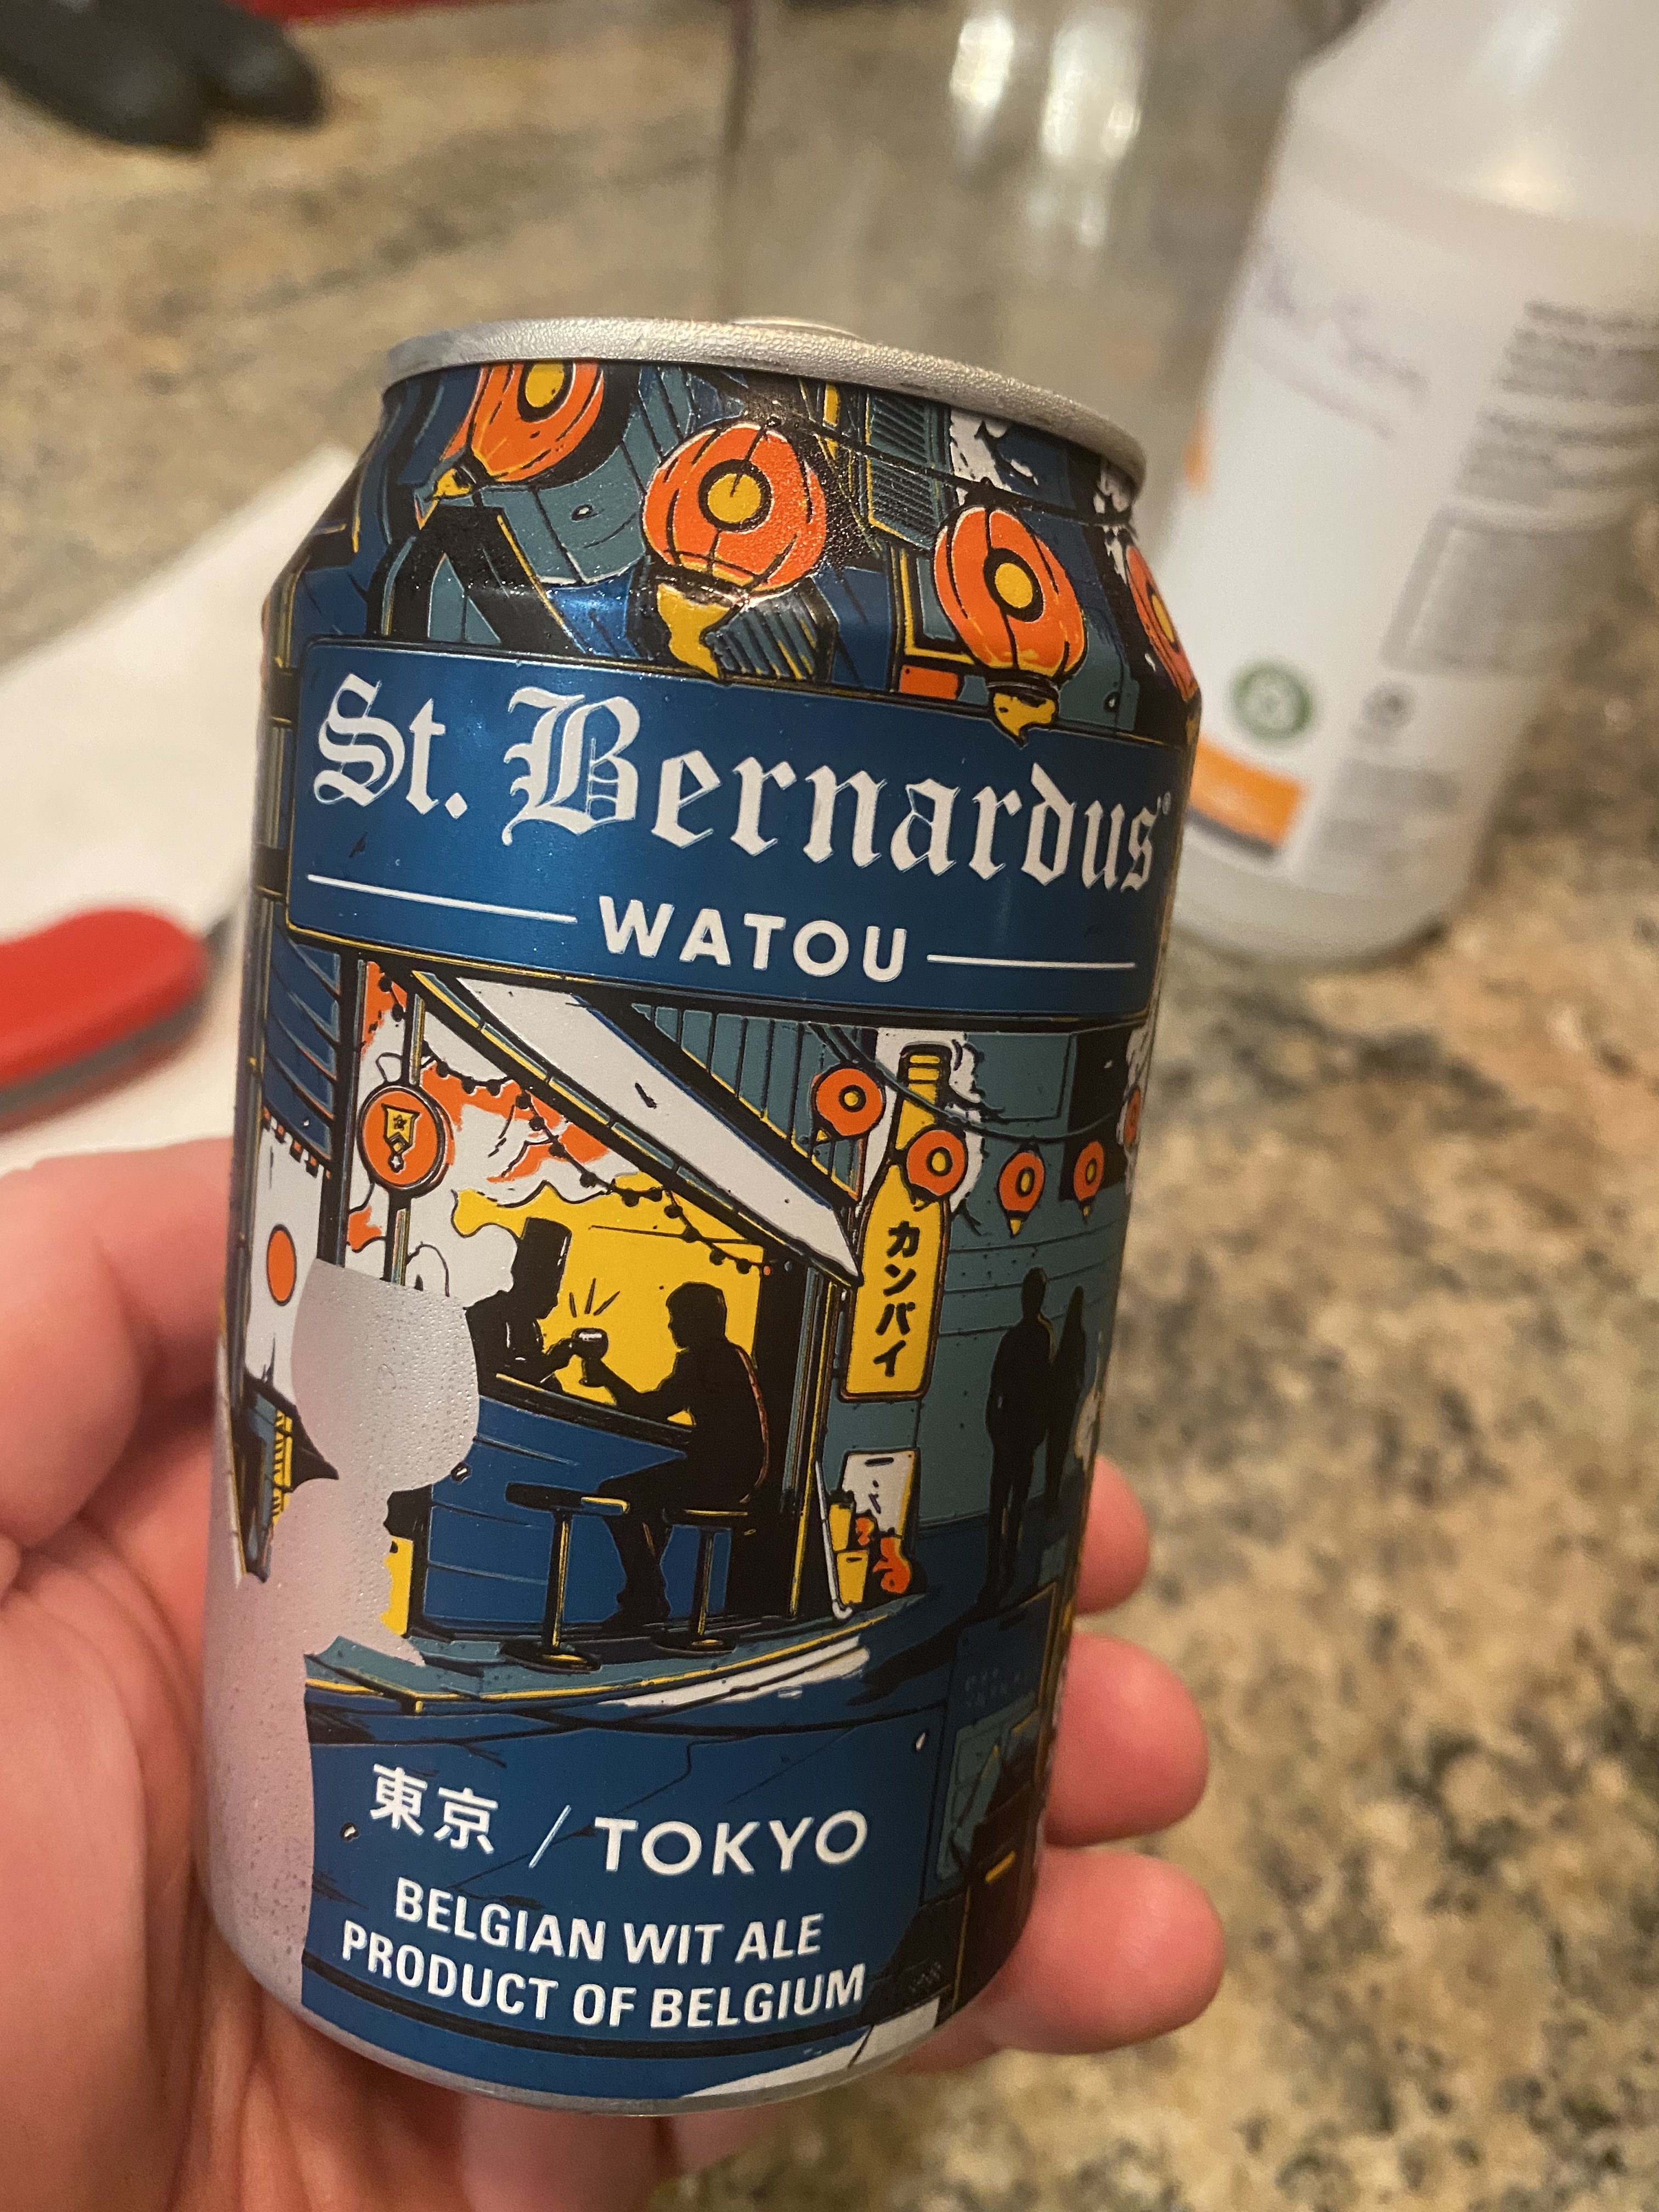 St. Bernardus®
WATOU
カンパイ
東京 / TOKYO
BELGIAN WIT ALE
PRODUCT OF BELGIUM